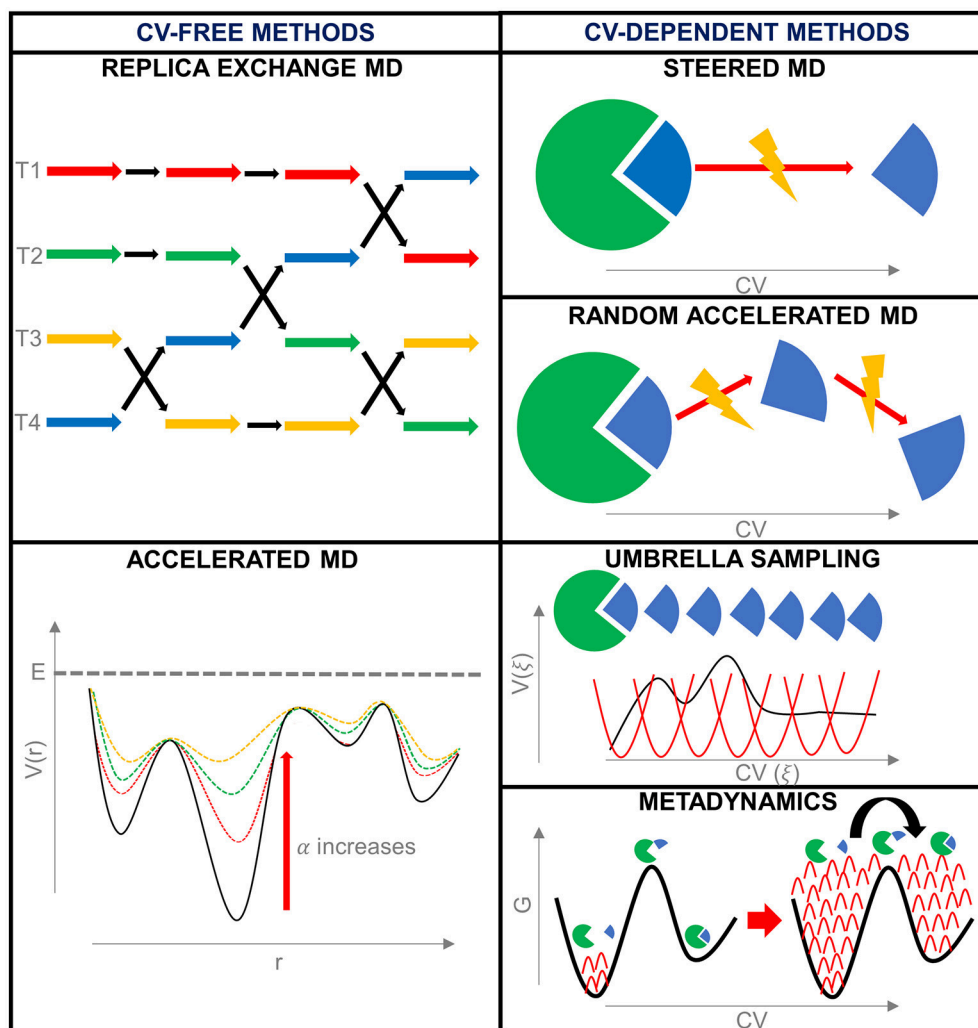 CV-FREE METHODS
REPLICA EXCHANGE MD
T1
T2
T3
T4
ACCELERATED MD
E
V(r)
α increases
r
CV-DEPENDENT METHODS
STEERED MD
CV
RANDOM ACCELERATED MD
CV
UMBRELLA SAMPLING
V(ξ)
CV (ξ)
METADYNAMICS
G
CV